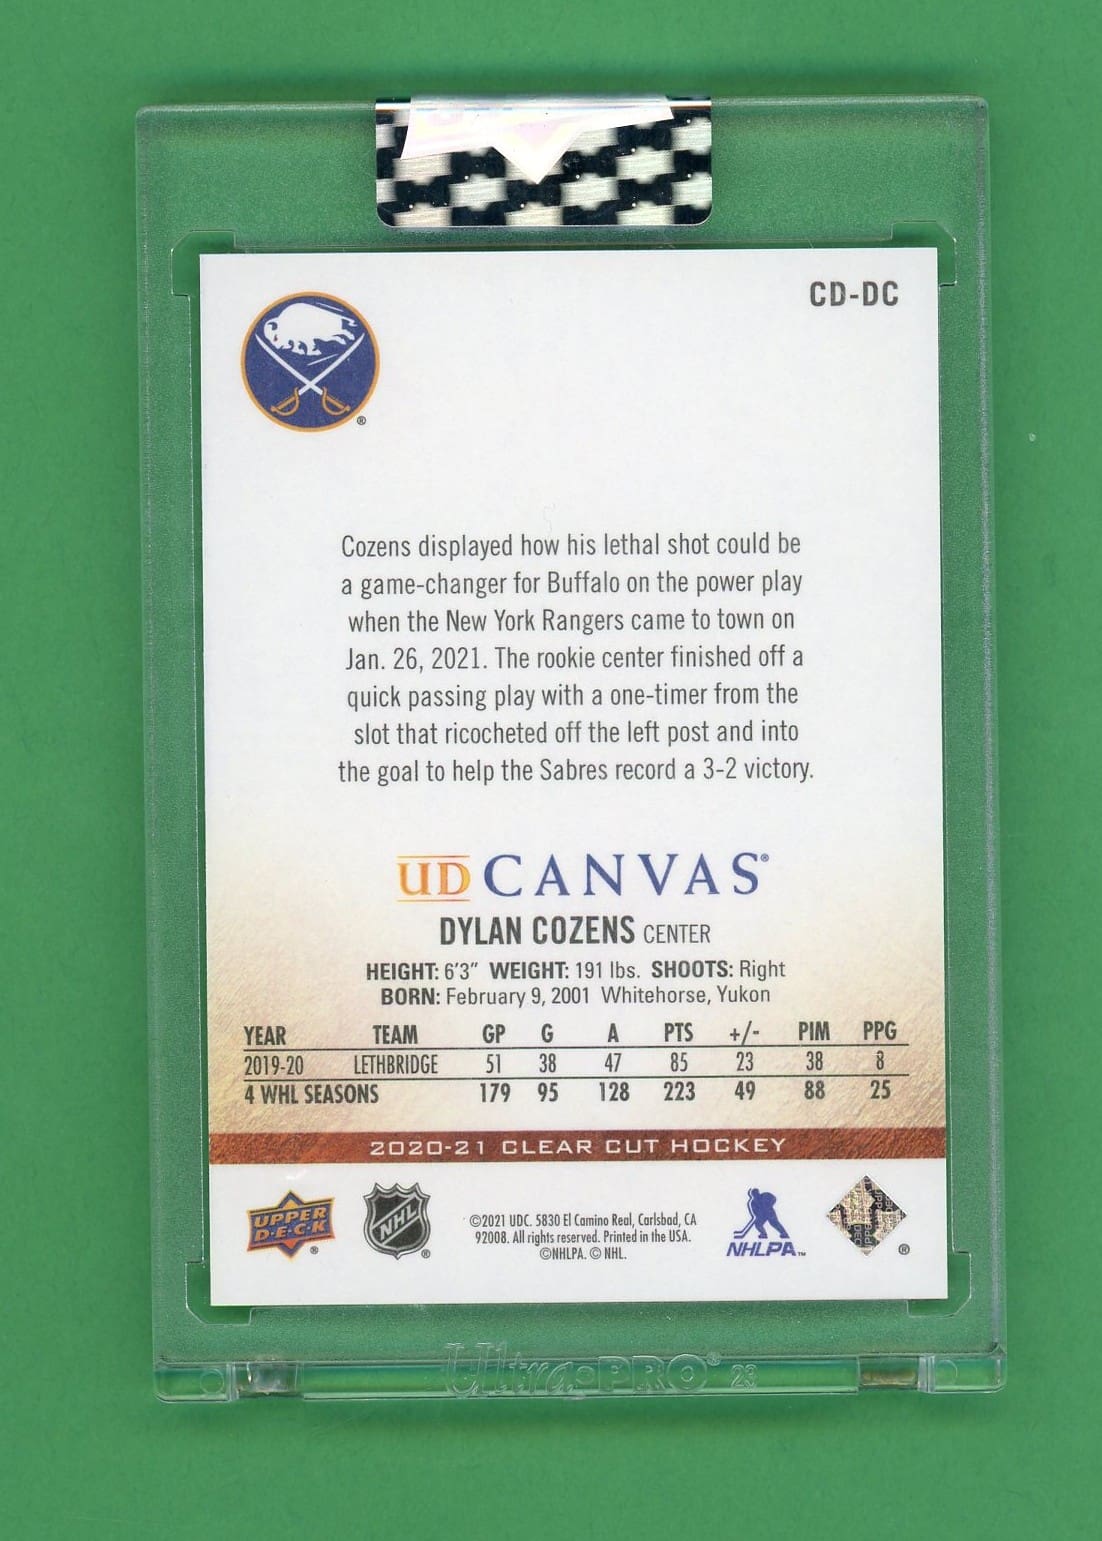 CD-DC
®
Cozens displayed how his lethal shot could be
a game-changer for Buffalo on the power play
when the New York Rangers came to town on
Jan. 26, 2021. The rookie center finished off a
quick passing play with a one-timer from the
slot that ricocheted off the left post and into
the goal to help the Sabres record a 3-2 victory.
UD CANVAS®
DYLAN COZENS CENTER
HEIGHT: 6'3" WEIGHT: 191 lbs. SHOOTS: Right
BORN: February 9, 2001 Whitehorse, Yukon
YEAR TEAM GP G A PTS +/- PIM PPG
2019-20 LETHBRIDGE 51 38 47 85 23 38 8
4 WHL SEASONS 179 95 128 223 49 88 25
2020-21 CLEAR CUT HOCKEY
UPPER
D·E·C·K
®
NHL
®
©2021 UDC. 5830 El Camino Real, Carlsbad, CA
92008. All rights reserved. Printed in the USA.
©NHLPA. © NHL.
NHLPA™
®
Ultra·PRO® 23